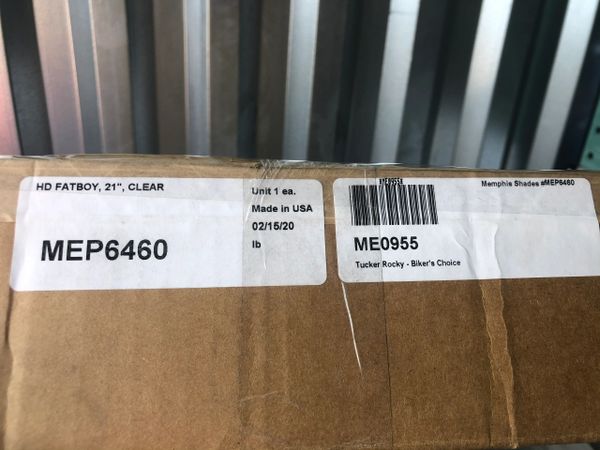 HD FATBOY, 21", CLEAR
Unit 1 ea.
Made in USA
02/15/20
lb
MEP6460
Memphis Shades #MEP6460
ME0955
Tucker Rocky - Biker's Choice